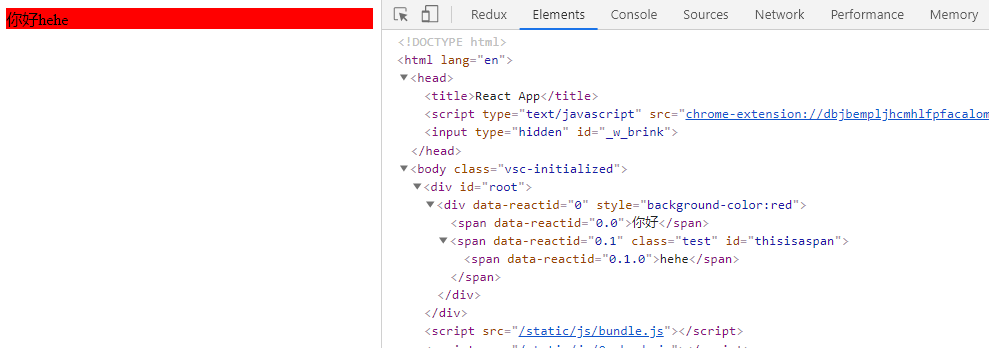 你好hehe
Redux Elements Console Sources Network Performance Memory
<!DOCTYPE html>
<html lang="en">
<head>
<title>React App</title>
<script type="text/javascript" src="chrome-extension://dbjbempljhcmhlfpfacalom
<input type="hidden" id="_w_brink">
</head>
<body class="vsc-initialized">
<div id="root">
<div data-reactid="0" style="background-color:red">
<span data-reactid="0.0">你好</span>
<span data-reactid="0.1" class="test" id="thisisaspan">
<span data-reactid="0.1.0">hehe</span>
</span>
</div>
</div>
<script src="/static/js/bundle.js"></script>